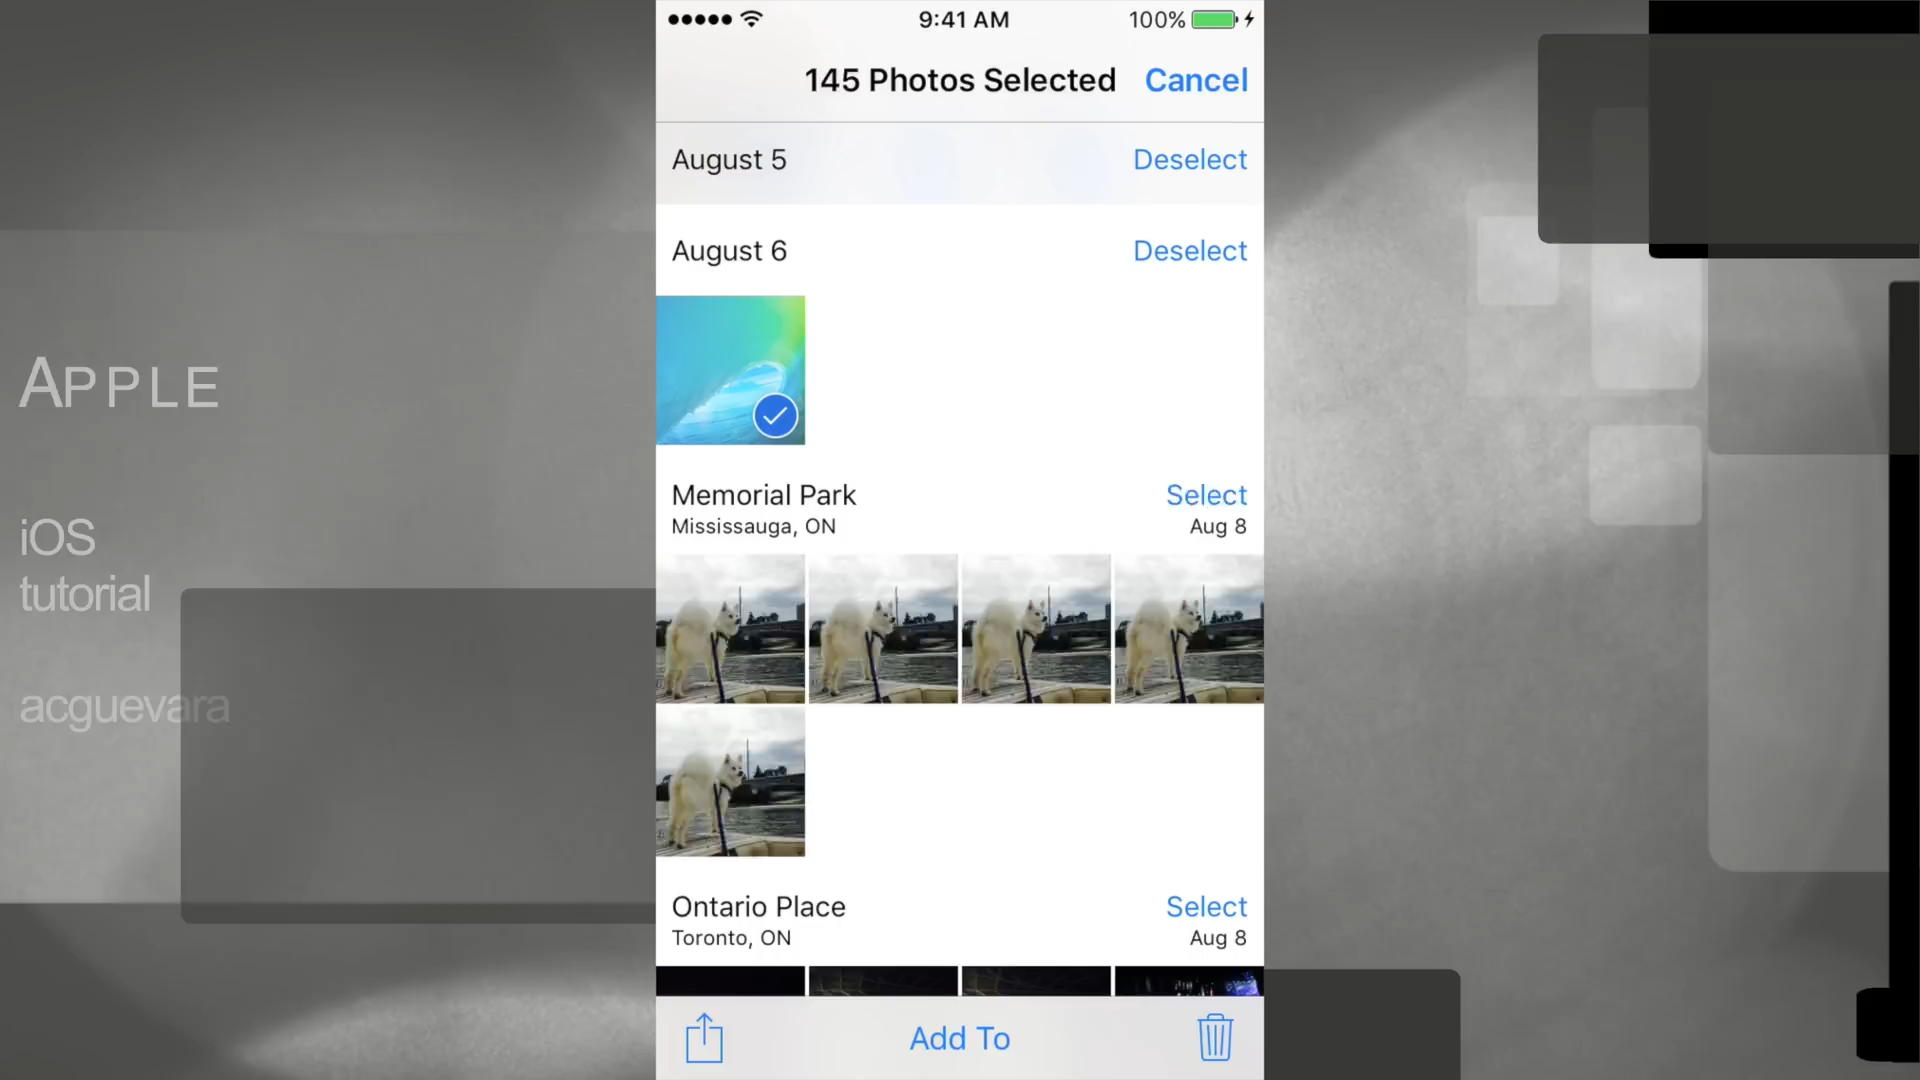 9:41 AM
100%
145 Photos Selected
Cancel
August 5
Deselect
August 6
Deselect
APPLE
iOS
tutorial
acguevara
Memorial Park
Select
Mississauga, ON
Aug 8
Ontario Place
Select
Toronto, ON
Aug 8
Add To